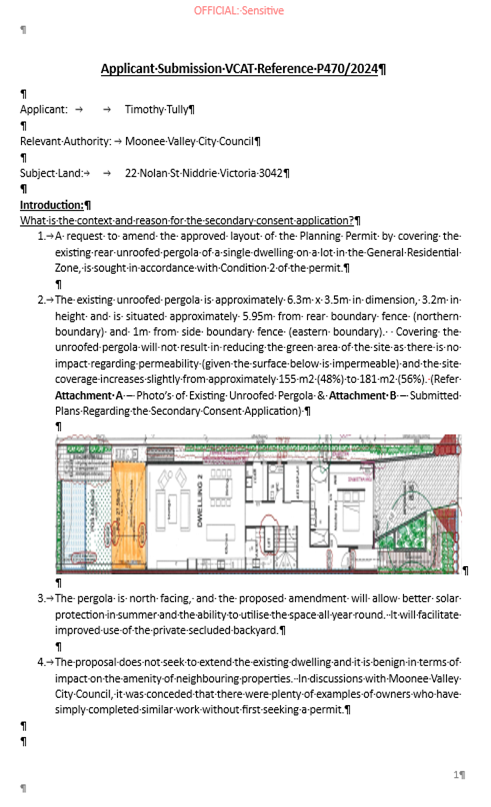 OFFICIAL: Sensitive
Applicant Submission VCAT Reference P470/2024
Applicant: Timothy Tully
Relevant Authority: Moonee Valley City Council
Subject Land: 22 Nolan St Niddrie Victoria 3042
Introduction:
What is the context and reason for the secondary consent application?
1. A request to amend the approved layout of the Planning Permit by covering the
existing rear unroofed pergola of a single dwelling on a lot in the General Residential
Zone, is sought in accordance with Condition 2 of the permit.
2. The existing unroofed pergola is approximately 6.3m x 3.5m in dimension, 3.2m in
height and is situated approximately 5.95m from rear boundary fence (northern
boundary) and 1m from side boundary fence (eastern boundary). Covering the
unroofed pergola will not result in reducing the green area of the site as there is no
impact regarding permeability (given the surface below is impermeable) and the site
coverage increases slightly from approximately 155 m2 (48%) to 181 m2 (56%). (Refer
Attachment A – Photo's of Existing Unroofed Pergola & Attachment B – Submitted
Plans Regarding the Secondary Consent Application)
DWELLING 2
3. The pergola is north facing, and the proposed amendment will allow better solar
protection in summer and the ability to utilise the space all year round. It will facilitate
improved use of the private secluded backyard.
4. The proposal does not seek to extend the existing dwelling and it is benign in terms of
impact on the amenity of neighbouring properties. In discussions with Moonee Valley
City Council, it was conceded that there were plenty of examples of owners who have
simply completed similar work without first seeking a permit.
1